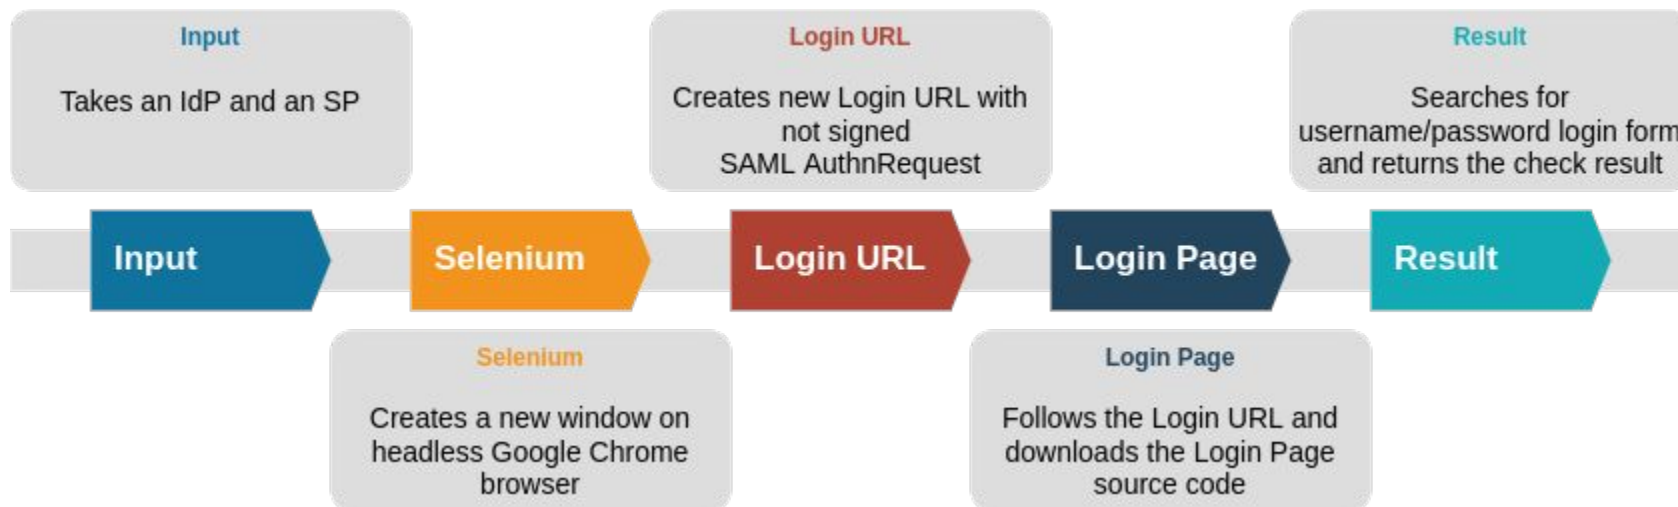 Input
Takes an IdP and an SP
Login URL
Creates new Login URL with
not signed
SAML AuthnRequest
Result
Searches for
username/password login form
and returns the check result
Input
Selenium
Login URL
Login Page
Result
Selenium
Creates a new window on
headless Google Chrome
browser
Login Page
Follows the Login URL and
downloads the Login Page
source code